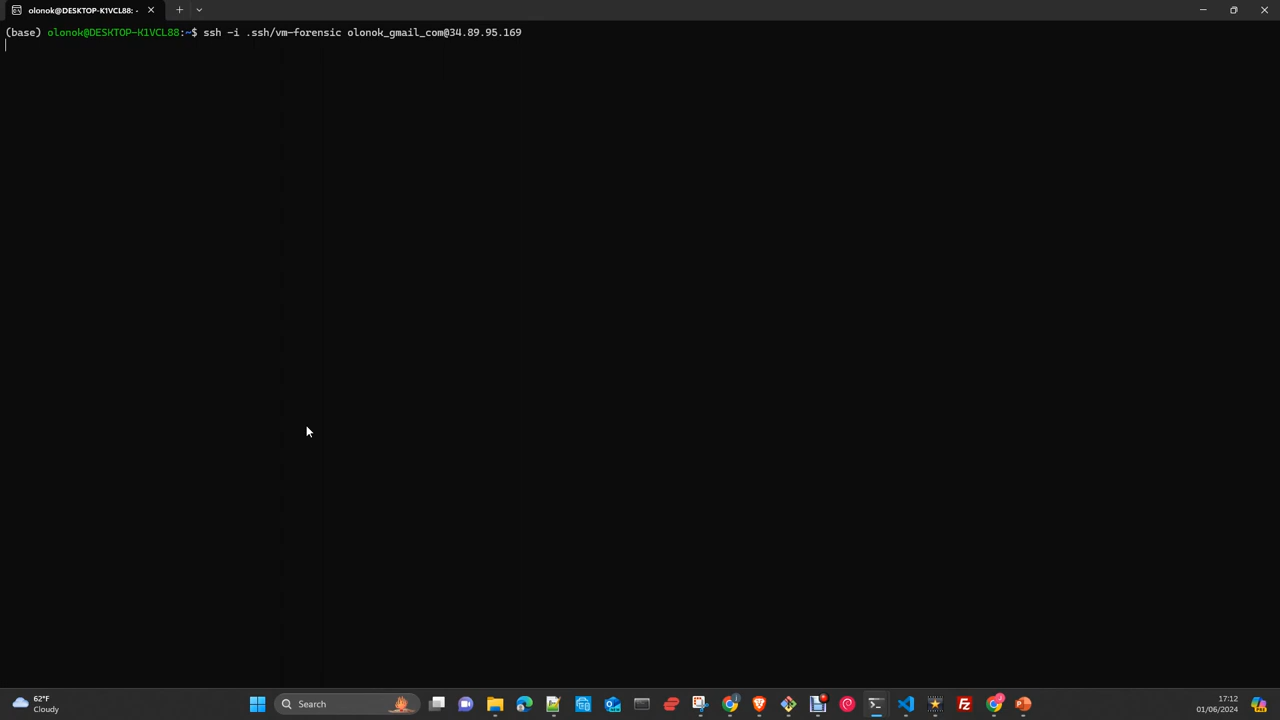 olonok@DESKTOP-K1VCL88: ~
(base) olonok@DESKTOP-K1VCL88:~$ ssh -i .ssh/vm-forensic olonok_gmail_com@34.89.95.169
62°F
Cloudy
Search
17:12
01/06/2024